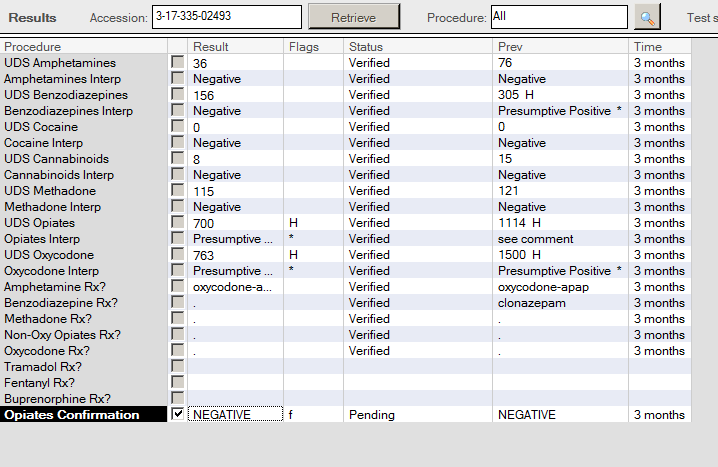 Results Accession: 3-17-335-02493 Retrieve Procedure: All Test s
Procedure Result Flags Status Prev Time
UDS Amphetamines 36 Verified 76 3 months
Amphetamines Interp Negative Verified Negative 3 months
UDS Benzodiazepines 156 Verified 305 H 3 months
Benzodiazepines Interp Negative Verified Presumptive Positive * 3 months
UDS Cocaine 0 Verified 0 3 months
Cocaine Interp Negative Verified Negative 3 months
UDS Cannabinoids 8 Verified 15 3 months
Cannabinoids Interp Negative Verified Negative 3 months
UDS Methadone 115 Verified 121 3 months
Methadone Interp Negative Verified Negative 3 months
UDS Opiates 700 H Verified 1114 H 3 months
Opiates Interp Presumptive ... * Verified see comment 3 months
UDS Oxycodone 763 H Verified 1500 H 3 months
Oxycodone Interp Presumptive ... * Verified Presumptive Positive * 3 months
Amphetamine Rx? oxycodone-a... Verified oxycodone-apap 3 months
Benzodiazepine Rx? . Verified clonazepam 3 months
Methadone Rx? . Verified . 3 months
Non-Oxy Opiates Rx? . Verified . 3 months
Oxycodone Rx? . Verified . 3 months
Tramadol Rx?
Fentanyl Rx?
Buprenorphine Rx?
Opiates Confirmation NEGATIVE f Pending NEGATIVE 3 months